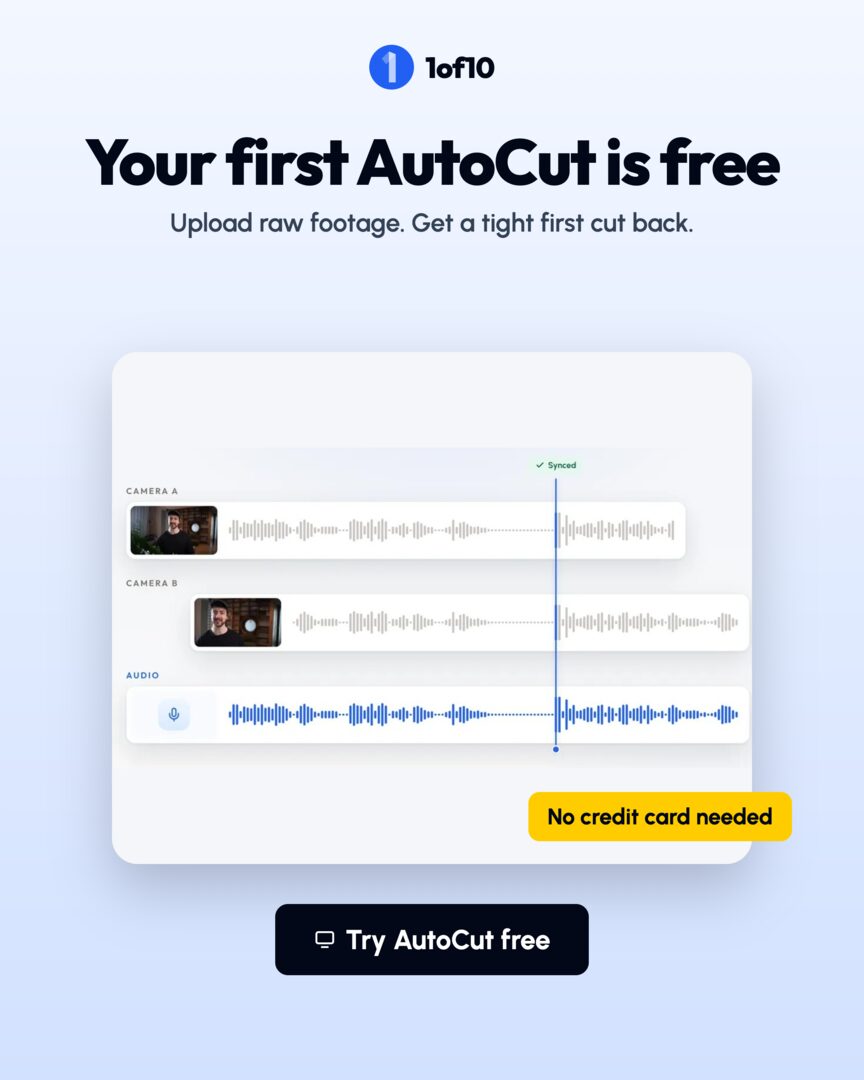 1of10
Your first AutoCut is free
Upload raw footage. Get a tight first cut back.
Synced
CAMERA A
CAMERA B
AUDIO
No credit card needed
Try AutoCut free